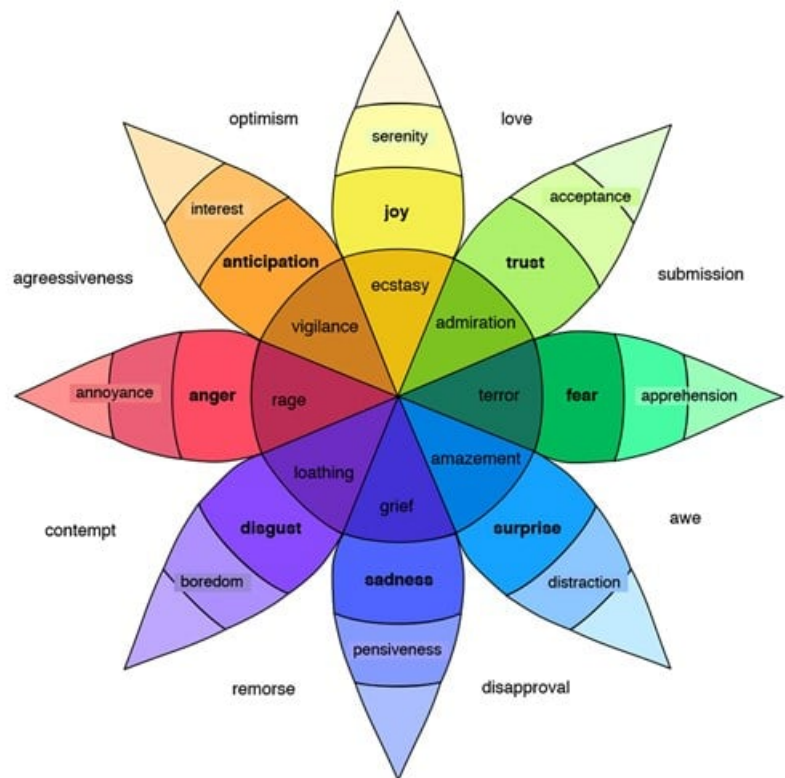 optimism
love
serenity
interest
acceptance
joy
anticipation
trust
agreessiveness
submission
ecstasy
vigilance
admiration
annoyance
anger
rage
terror
fear
apprehension
loathing
amazement
grief
contempt
disgust
surprise
awe
boredom
sadness
distraction
pensiveness
remorse
disapproval